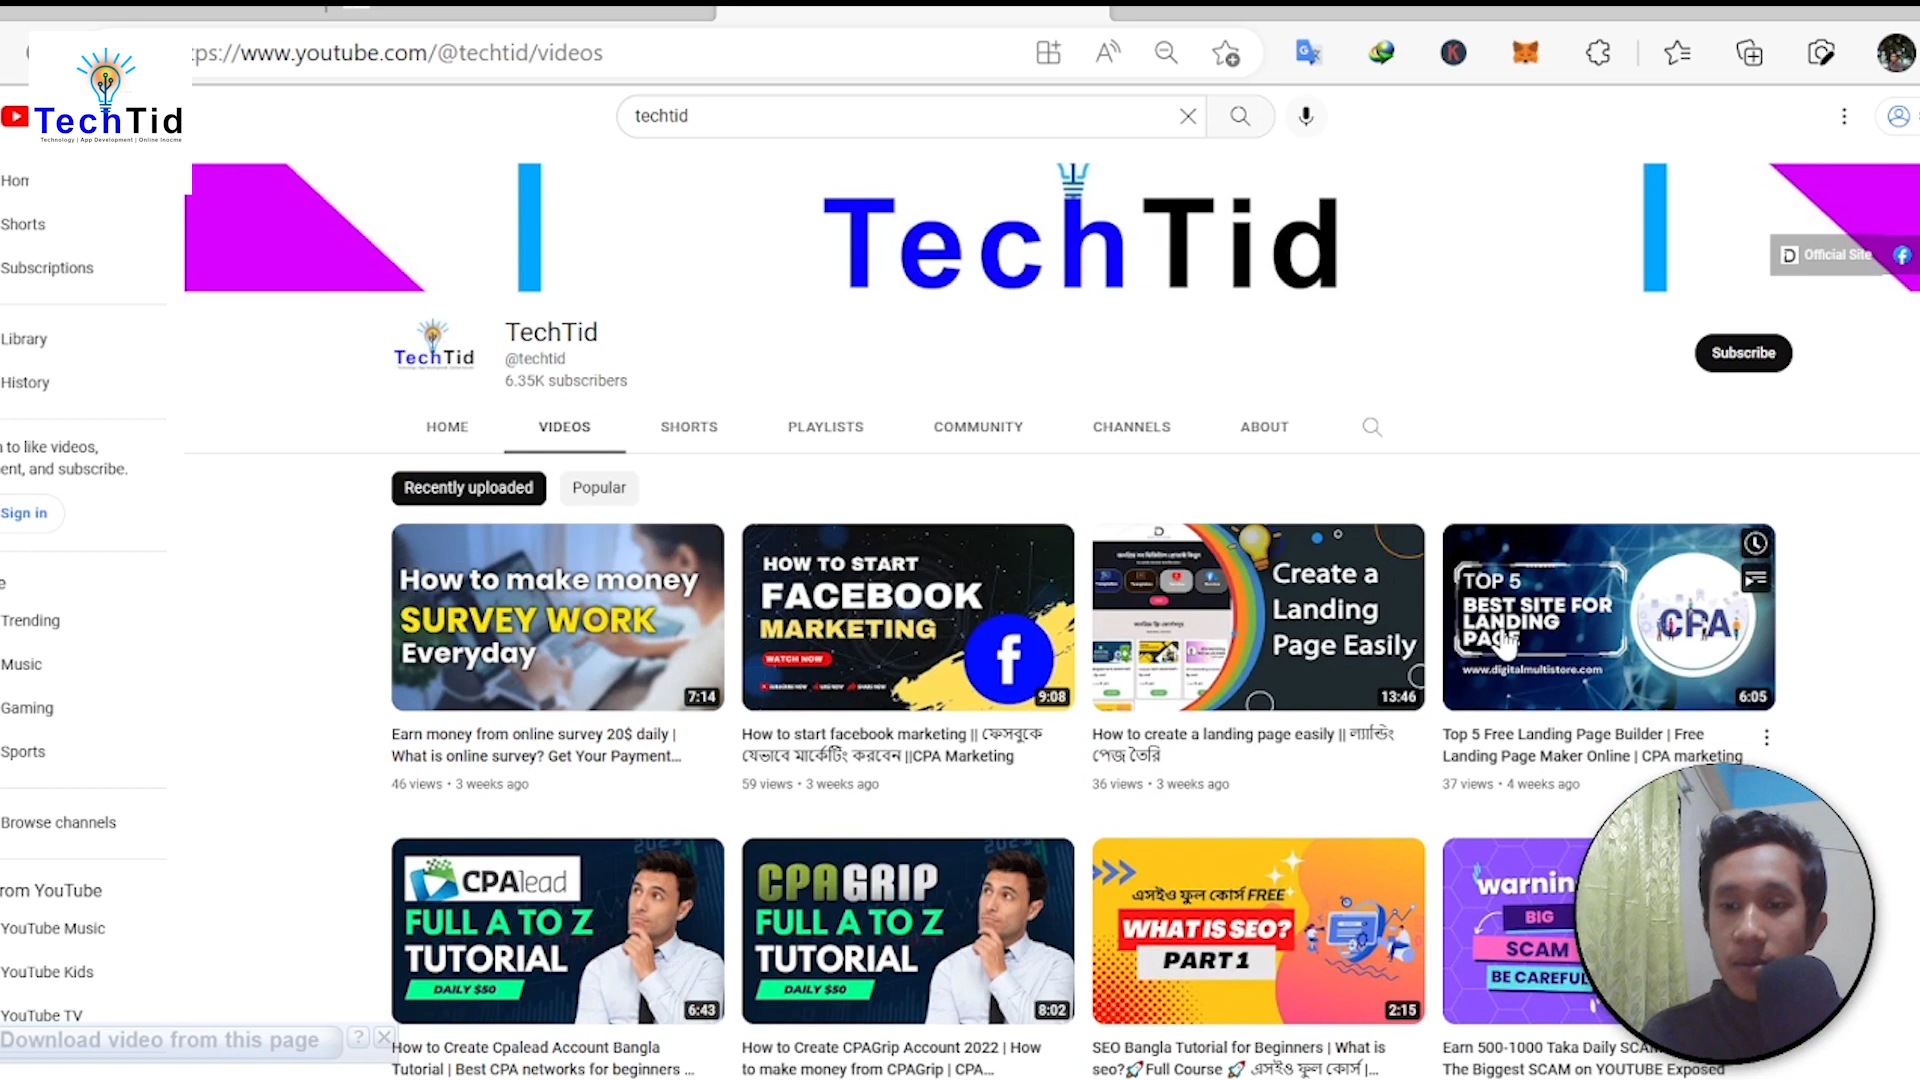 https://www.youtube.com/@techtid/videos
TechTid
Technology | App Development | Online Inocme
techtid
Shorts
Subscriptions
Library
History
to like videos,
ent, and subscribe.
Sign in
Trending
Music
Gaming
Sports
Browse channels
rom YouTube
YouTube Music
YouTube Kids
YouTube TV
Download video from this page
?
TechTid
Official Site
TechTid
TechTid
@techtid
6.35K subscribers
Subscribe
HOME
VIDEOS
SHORTS
PLAYLISTS
COMMUNITY
CHANNELS
ABOUT
Recently uploaded
Popular
How to make money
SURVEY WORK
Everyday
7:14
Earn money from online survey 20$ daily |
What is online survey? Get Your Payment...
46 views • 3 weeks ago
HOW TO START
FACEBOOK
MARKETING
WATCH NOW
f
9:08
How to start facebook marketing || ফেসবুকে
যেভাবে মার্কেটিং করবেন ||CPA Marketing
59 views • 3 weeks ago
Create a
Landing
Page Easily
13:46
How to create a landing page easily || ল্যান্ডিং
পেজ তৈরি
36 views • 3 weeks ago
TOP 5
BEST SITE FOR
LANDING
PAGE
CPA
www.digitalmultistore.com
6:05
Top 5 Free Landing Page Builder | Free
Landing Page Maker Online | CPA marketing
37 views • 4 weeks ago
CPAlead
FULL A TO Z
TUTORIAL
DAILY $50
6:43
How to Create Cpalead Account Bangla
Tutorial | Best CPA networks for beginners ...
CPAGRIP
FULL A TO Z
TUTORIAL
DAILY $50
8:02
How to Create CPAGrip Account 2022 | How
to make money from CPAGrip | CPA...
এসইও ফুল কোর্স FREE
WHAT IS SEO?
PART 1
2:15
SEO Bangla Tutorial for Beginners | What is
seo?🚀Full Course 🚀 এসইও ফুল কোর্স |...
warnin
BIG
SCAM
BE CAREFUL
Earn 500-1000 Taka Daily SCA
The Biggest SCAM on YOUTUBE Exposed